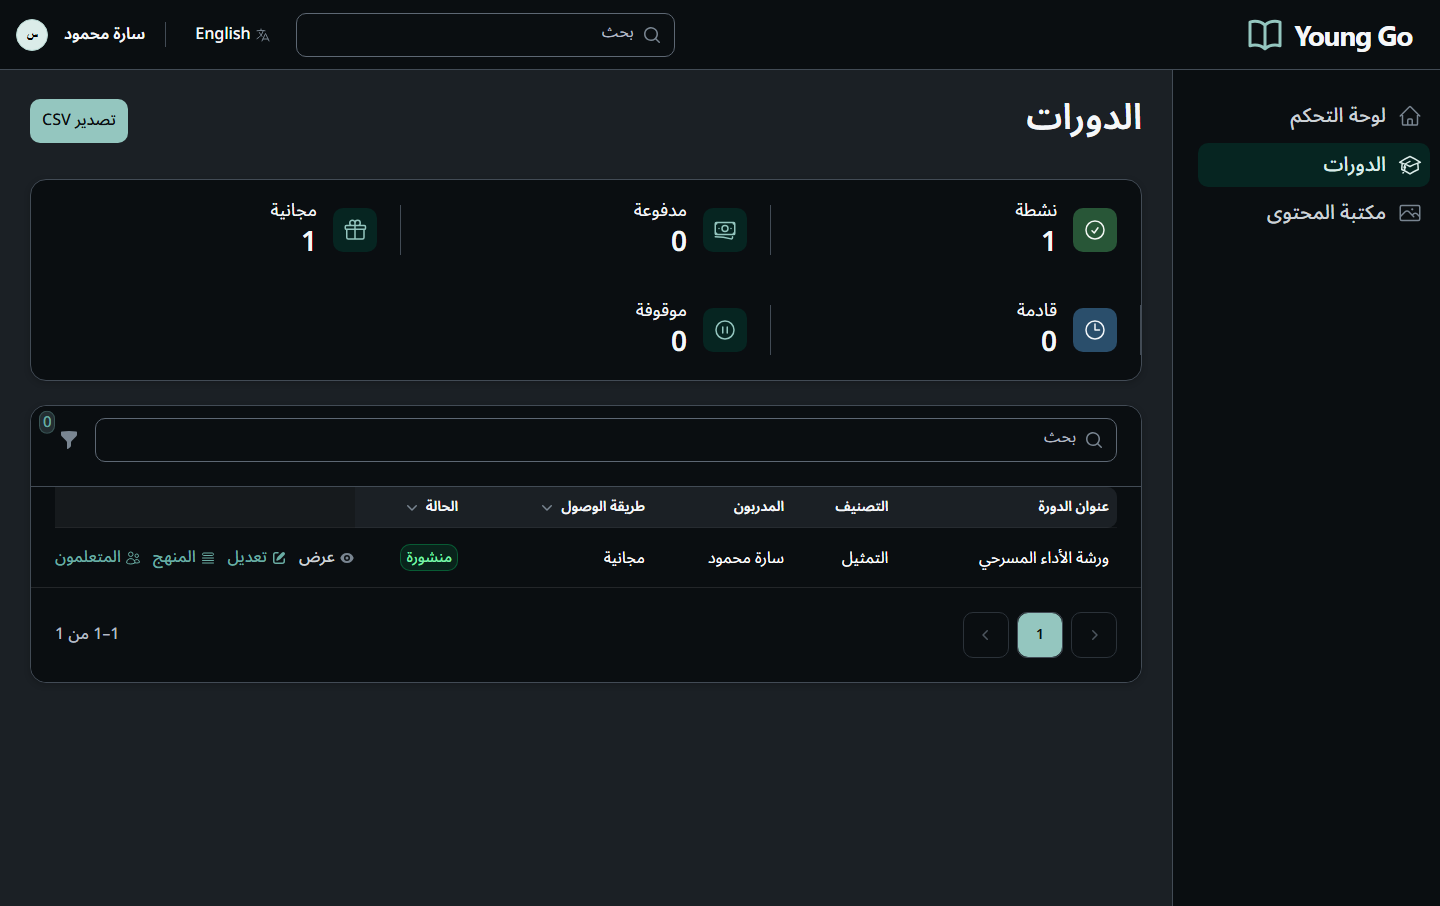 Young Go
بحث
English
سارة محمود
س
لوحة التحكم
الدورات
مكتبة المحتوى
الدورات
تصدير CSV
نشطة
1
مدفوعة
0
مجانية
1
قادمة
0
موقوفة
0
بحث
0
عنوان الدورة التصنيف المدربون طريقة الوصول الحالة
ورشة الأداء المسرحي التمثيل سارة محمود مجانية منشورة عرض تعديل المنهج المتعلمون
1
1–1 من 1